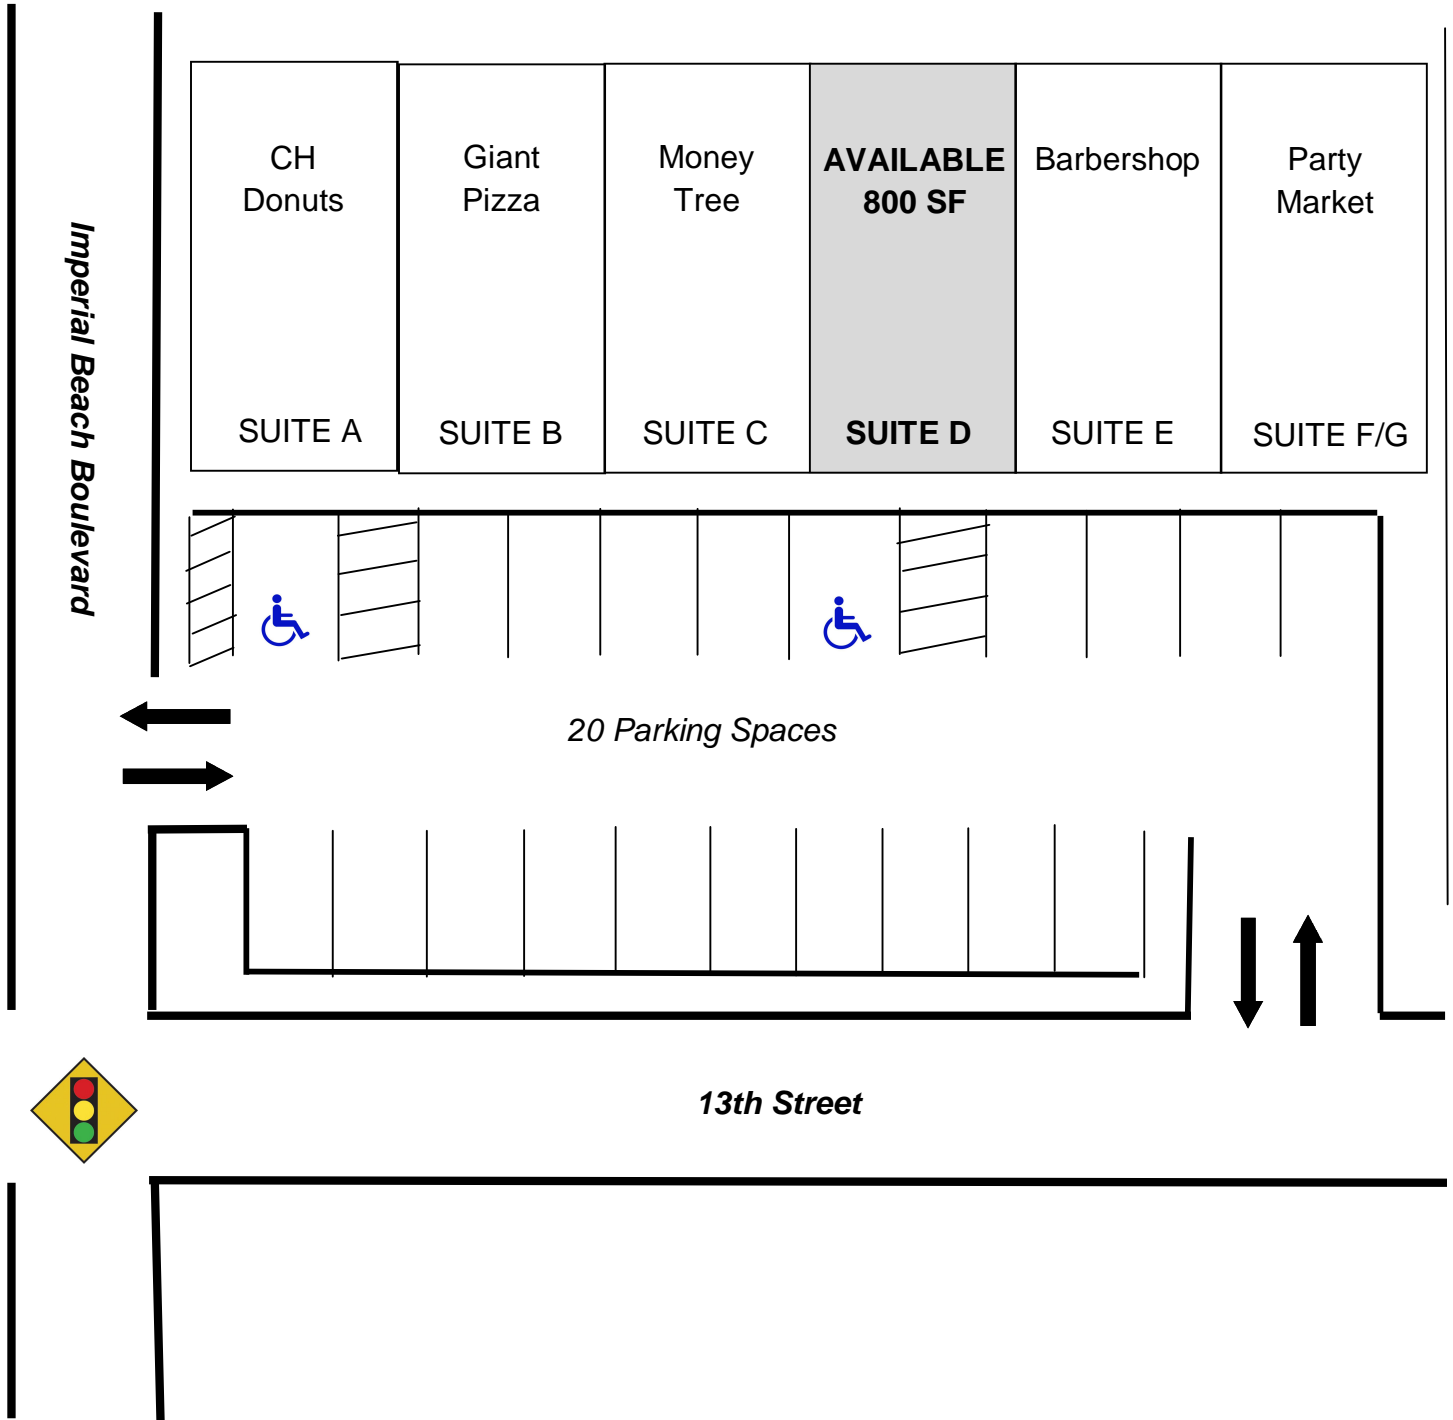 CH
Donuts
SUITE A
Giant
Pizza
SUITE B
Money
Tree
SUITE C
AVAILABLE
800 SF
SUITE D
Barbershop
SUITE E
Party
Market
SUITE F/G
Imperial Beach Boulevard
20 Parking Spaces
13th Street